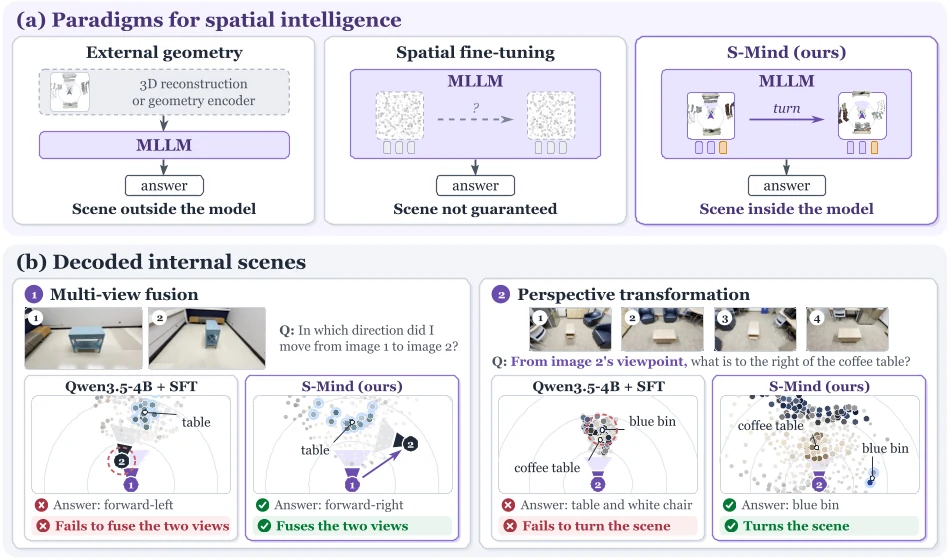 (a) Paradigms for spatial intelligence
External geometry
3D reconstruction
or geometry encoder
MLLM
answer
Scene outside the model
Spatial fine-tuning
MLLM
?
answer
Scene not guaranteed
S-Mind (ours)
MLLM
turn
answer
Scene inside the model
(b) Decoded internal scenes
1 Multi-view fusion
1
2
Q: In which direction did I
move from image 1 to image 2?
Qwen3.5-4B + SFT
table
2
1
Answer: forward-left
Fails to fuse the two views
S-Mind (ours)
table
2
1
Answer: forward-right
Fuses the two views
2 Perspective transformation
1
2
3
4
Q: From image 2's viewpoint, what is to the right of the coffee table?
Qwen3.5-4B + SFT
blue bin
coffee table
2
Answer: table and white chair
Fails to turn the scene
S-Mind (ours)
coffee table
blue bin
2
Answer: blue bin
Turns the scene